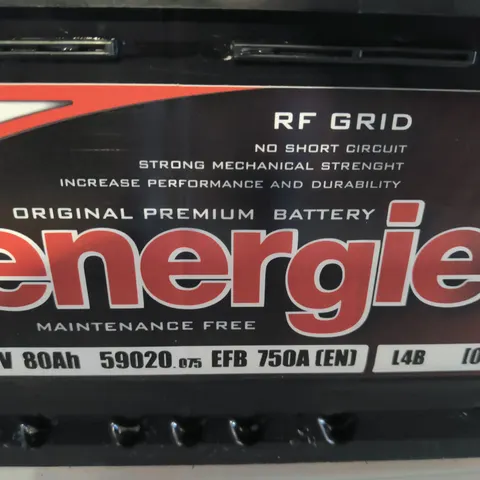 RF GRID
NO SHORT CIRCUIT
STRONG MECHANICAL STRENGHT
INCREASE PERFORMANCE AND DURABILITY
ORIGINAL PREMIUM BATTERY
energie
MAINTENANCE FREE
V 80Ah 59020.075 EFB 750A (EN) L4B [0